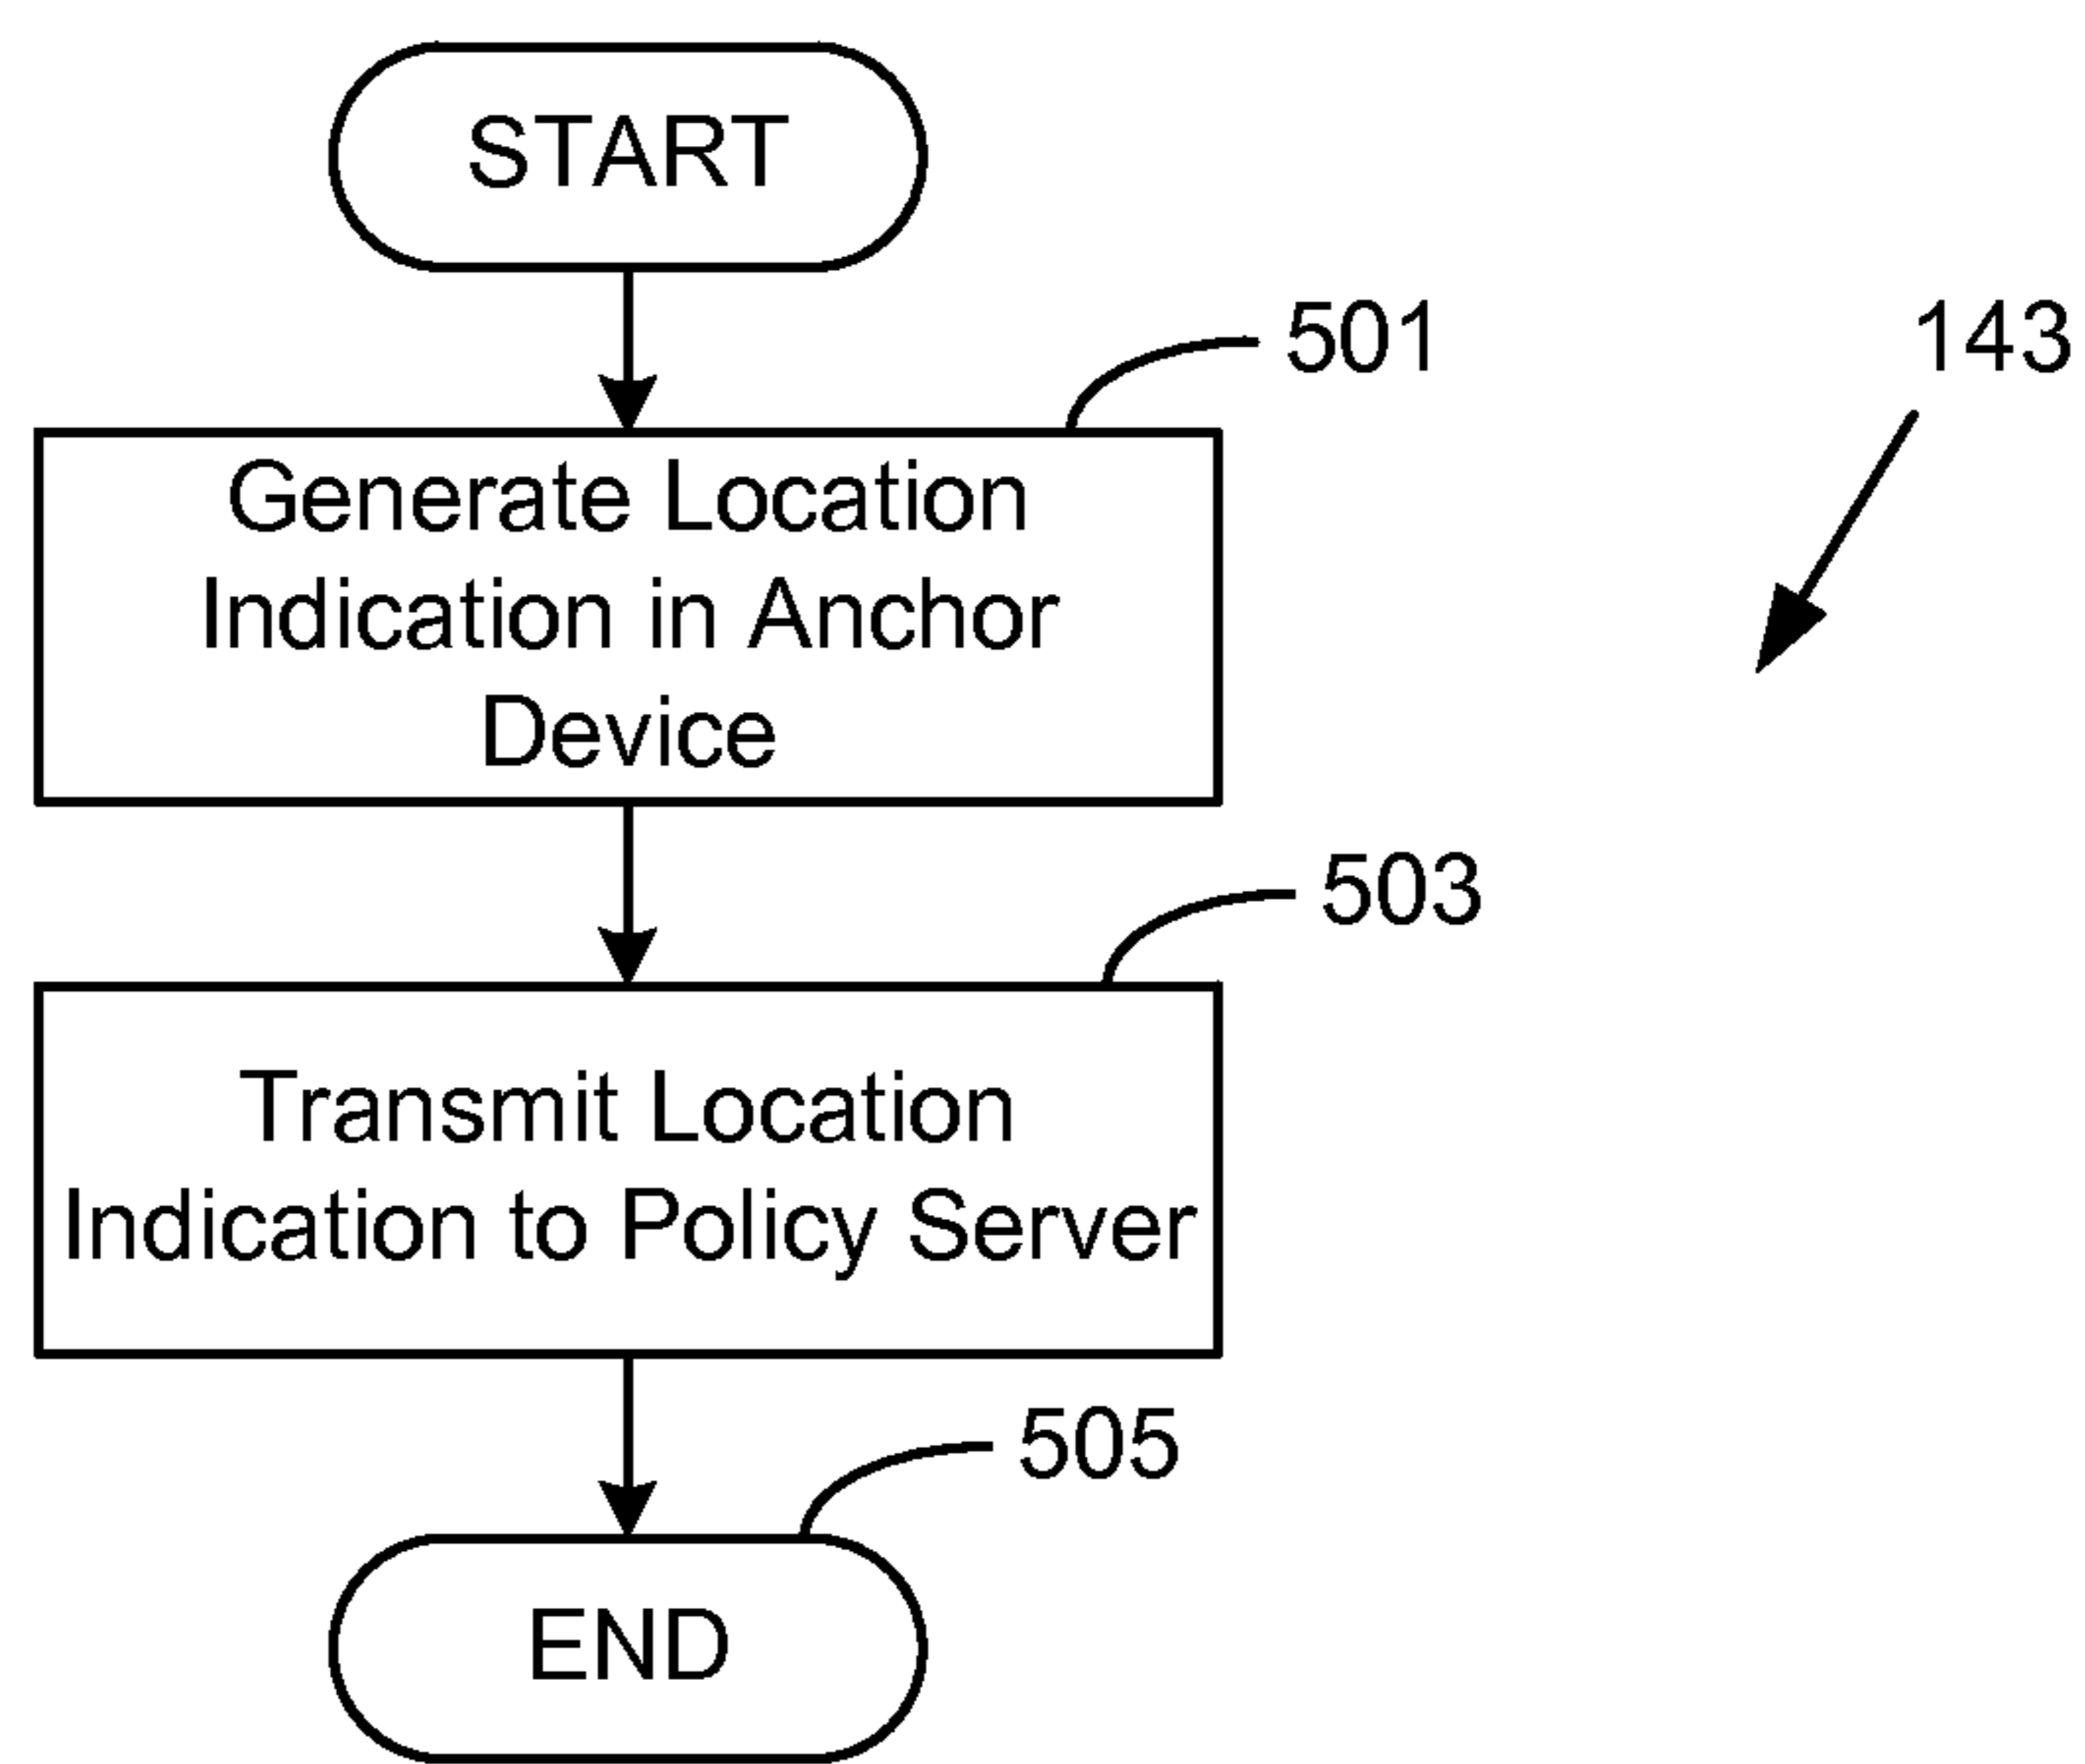 START
501
143
Generate Location
Indication in Anchor
Device
503
Transmit Location
Indication to Policy Server
505
END